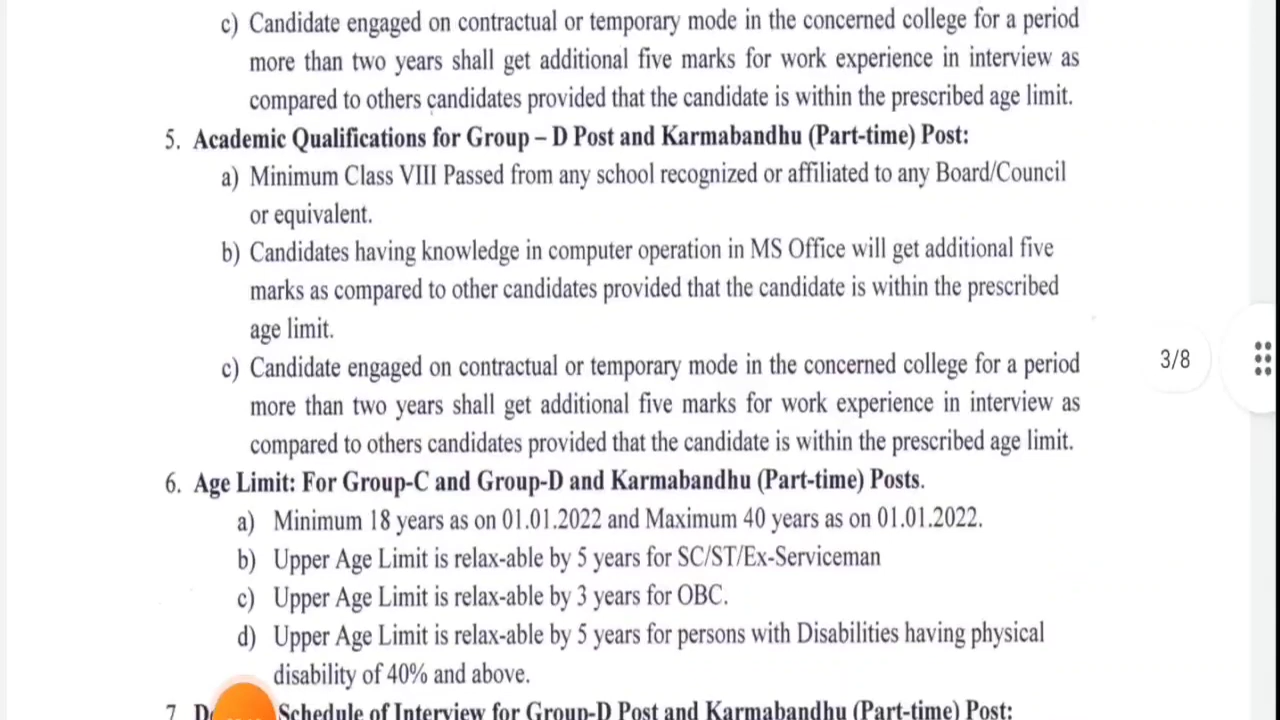 c) Candidate engaged on contractual or temporary mode in the concerned college for a period
more than two years shall get additional five marks for work experience in interview as
compared to others candidates provided that the candidate is within the prescribed age limit.
5. Academic Qualifications for Group – D Post and Karmabandhu (Part-time) Post:
a) Minimum Class VIII Passed from any school recognized or affiliated to any Board/Council
or equivalent.
b) Candidates having knowledge in computer operation in MS Office will get additional five
marks as compared to other candidates provided that the candidate is within the prescribed
age limit.
c) Candidate engaged on contractual or temporary mode in the concerned college for a period
more than two years shall get additional five marks for work experience in interview as
compared to others candidates provided that the candidate is within the prescribed age limit.
3/8
6. Age Limit: For Group-C and Group-D and Karmabandhu (Part-time) Posts.
a) Minimum 18 years as on 01.01.2022 and Maximum 40 years as on 01.01.2022.
b) Upper Age Limit is relax-able by 5 years for SC/ST/Ex-Serviceman
c) Upper Age Limit is relax-able by 3 years for OBC.
d) Upper Age Limit is relax-able by 5 years for persons with Disabilities having physical
disability of 40% and above.
7 Schedule of Interview for Group-D Post and Karmabandhu (Part-time) Post: